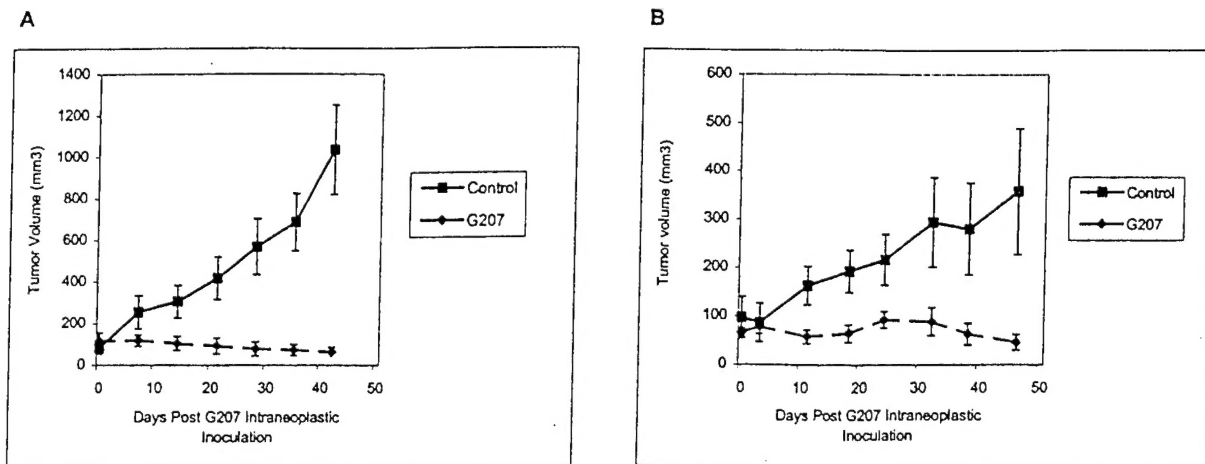 A
1400
1200
1000
800
600
400
200
0
Tumor Volume (mm3)
0 10 20 30 40 50
Days Post G207 Intraneoplastic
Inoculation
Control
G207
B
600
500
400
300
200
100
0
Tumor volume (mm3)
0 10 20 30 40 50
Days Post G207 Intraneoplastic
Inoculation
Control
G207